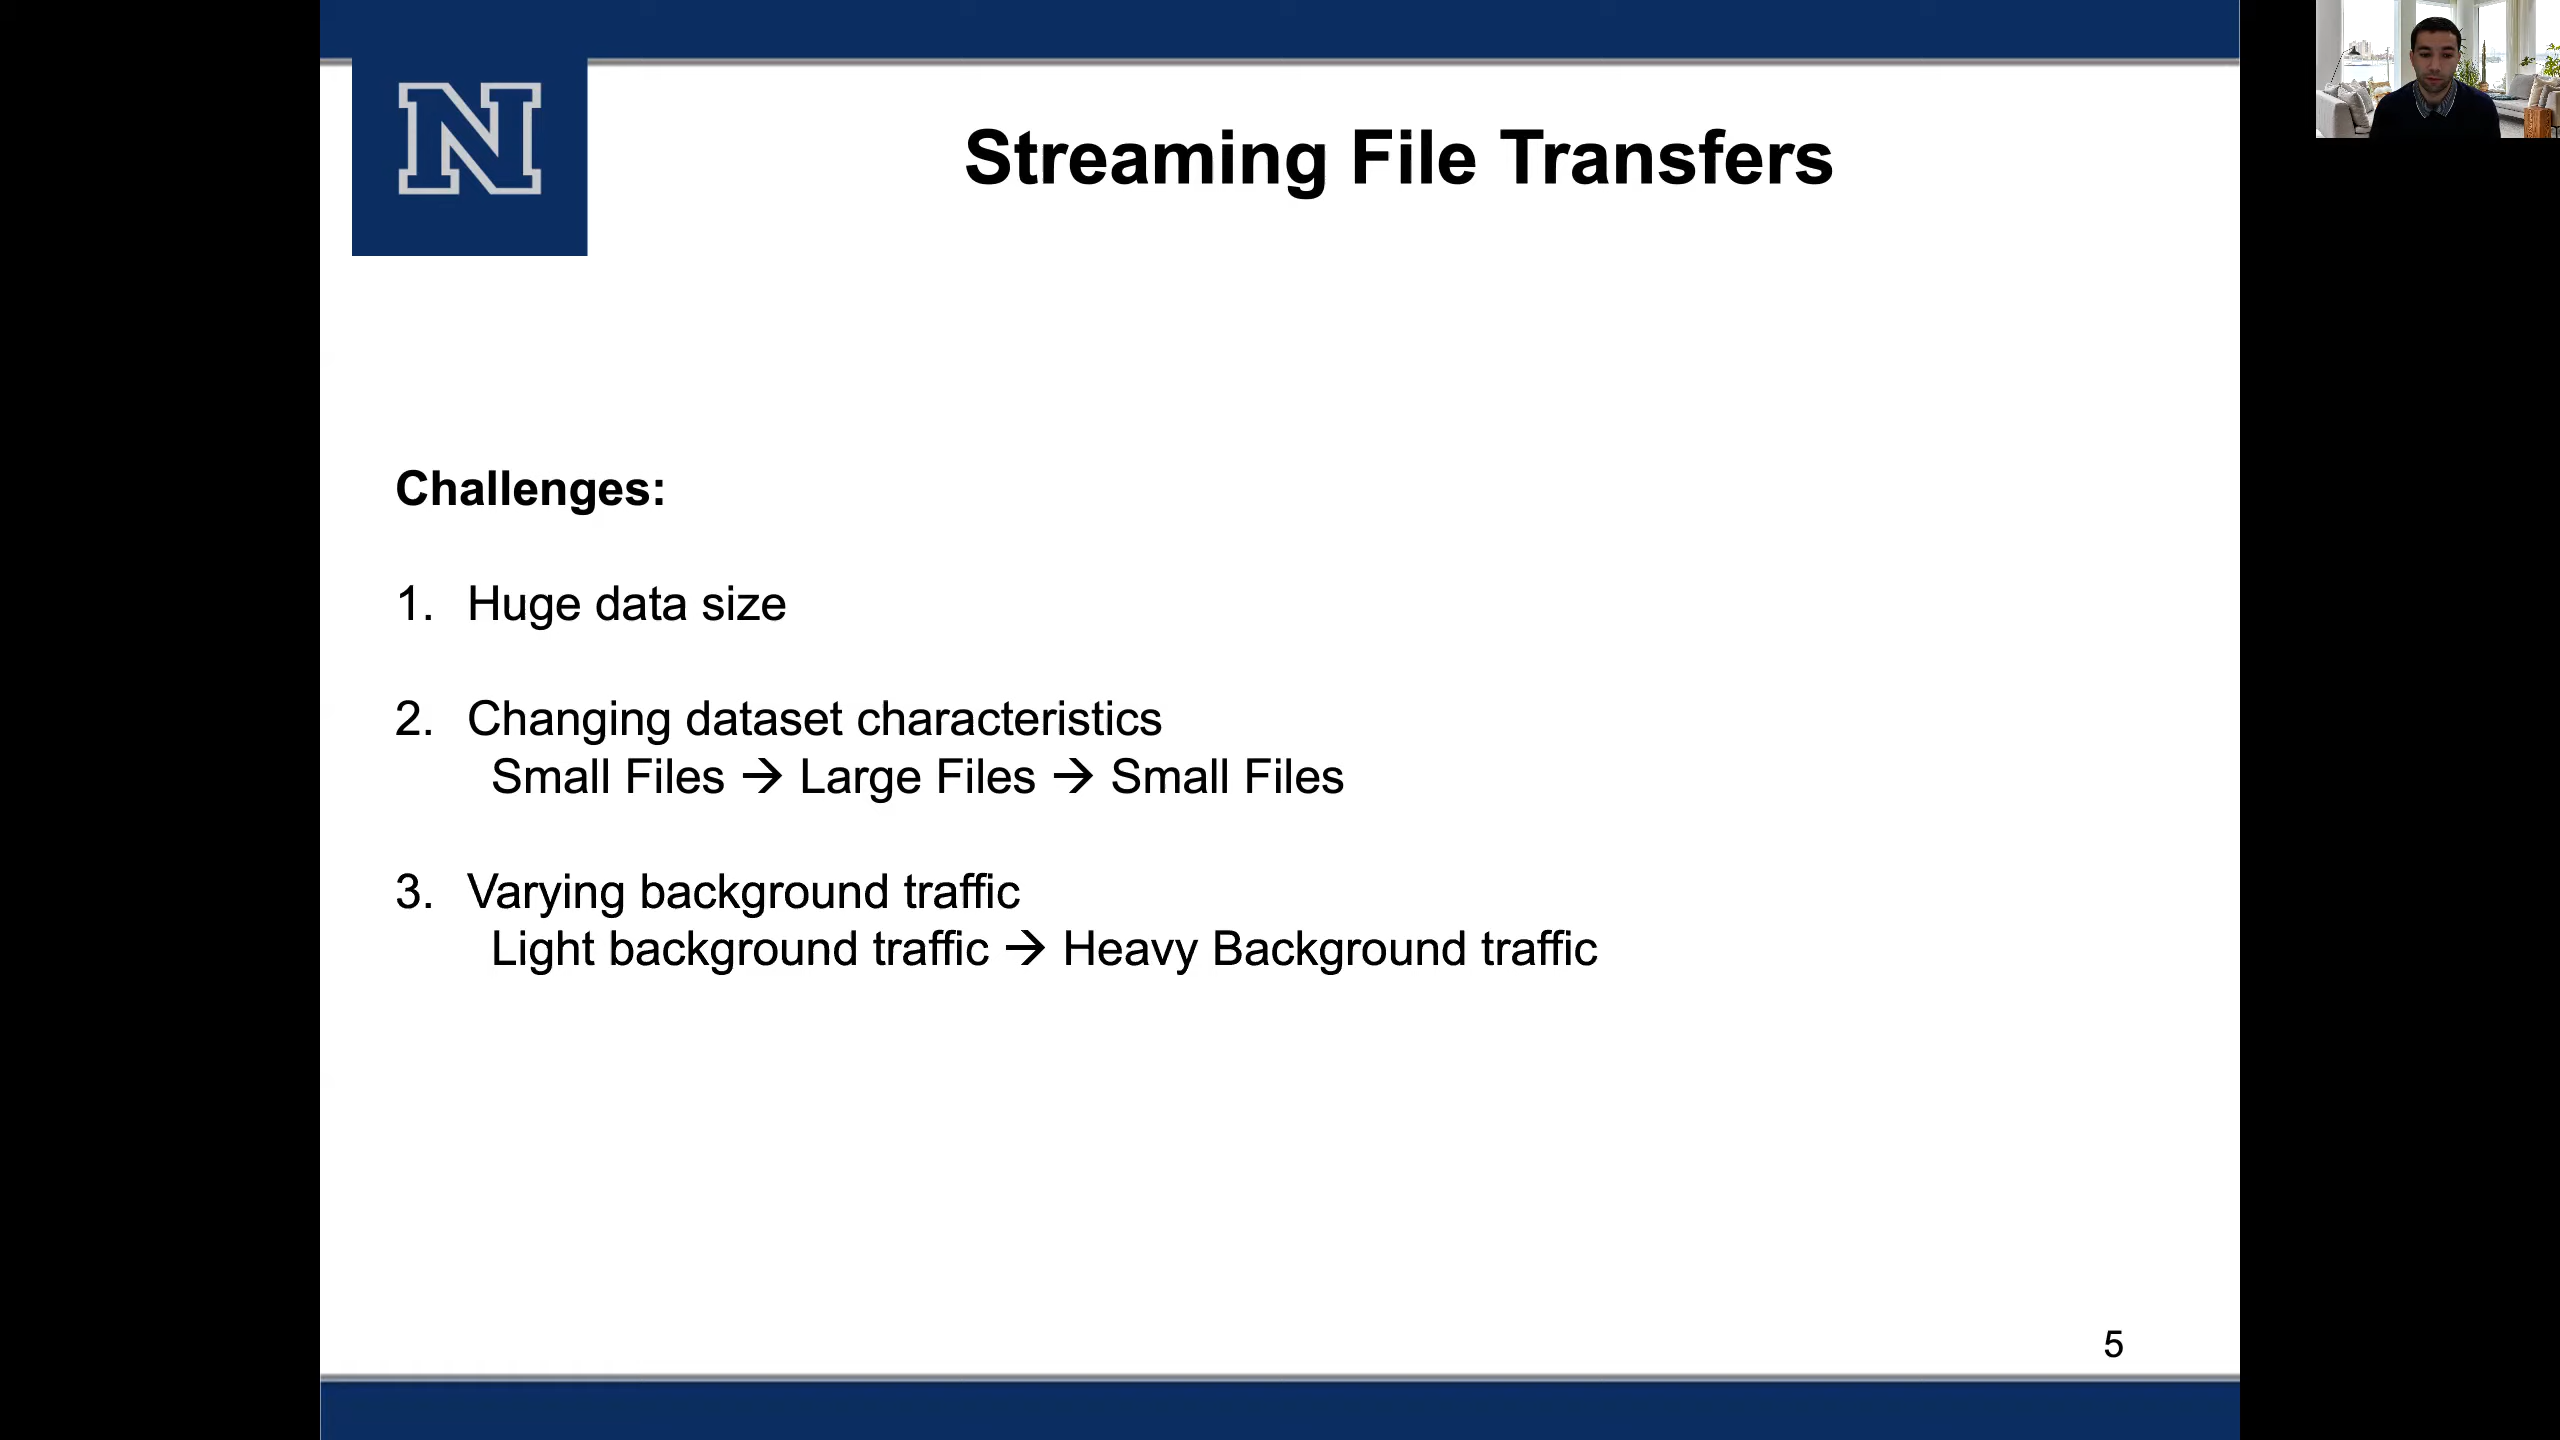 N
Streaming File Transfers
Challenges:
1. Huge data size
2. Changing dataset characteristics
Small Files → Large Files → Small Files
3. Varying background traffic
Light background traffic → Heavy Background traffic
5